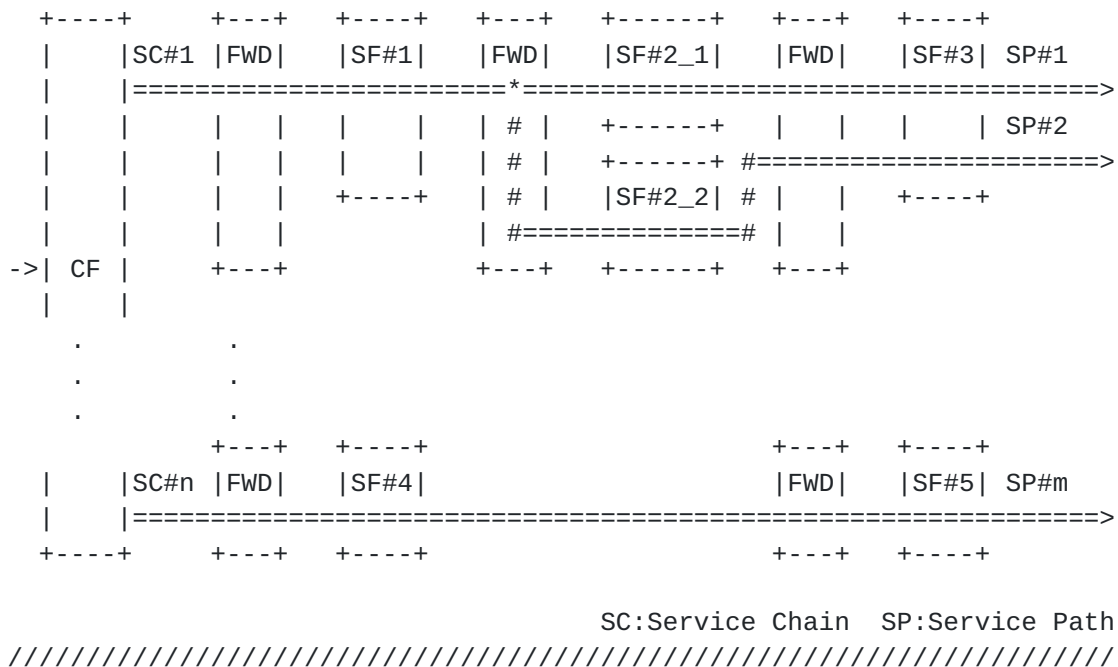 +----+     +---+   +----+   +---+   +------+   +---+   +----+
  |    |SC#1 |FWD|   |SF#1|   |FWD|   |SF#2_1|   |FWD|   |SF#3| SP#1
  |    |========================*=====================================>
  |    |     |   |   |    |   | # |   +------+   |   |   |    | SP#2
  |    |     |   |   |    |   | # |   +------+ #======================>
  |    |     |   |   +----+   | # |   |SF#2_2| # |   |   +----+
  |    |     |   |            | #==============# |   |
->| CF |     +---+            +---+   +------+   +---+
  |    |
    .         .
    .         .
    .         .
             +---+   +----+                      +---+   +----+
  |    |SC#n |FWD|   |SF#4|                      |FWD|   |SF#5| SP#m
  |    |==============================================================>
  +----+     +---+   +----+                      +---+   +----+
                                      SC:Service Chain  SP:Service Path
///////////////////////////////////////////////////////////////////////